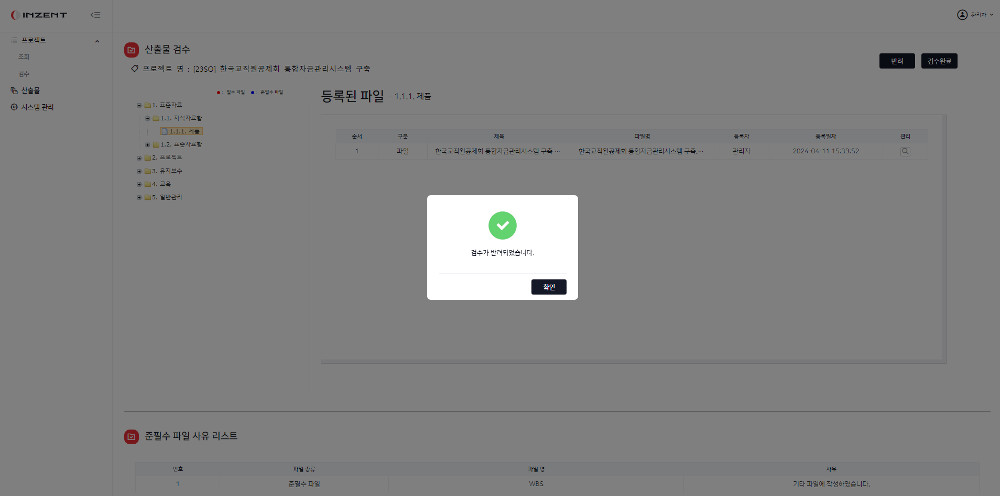 INZENT
관리자
프로젝트
조회
검수
산출물
시스템 관리
산출물 검수
프로젝트 명 : [23SO] 한국교직원공제회 통합자금관리시스템 구축
반려
검수완료
● : 필수 파일 ● : 준필수 파일
1. 표준자료
1.1. 지식자료함
1.1.1. 제품
1.2. 표준자료함
2. 프로젝트
3. 유지보수
4. 교육
5. 일반관리
등록된 파일 - 1.1.1. 제품
순서 구분 제목 파일명 등록자 등록일자 관리
1 파일 한국교직원공제회 통합자금관리시스템 구축 … 한국교직원공제회 통합자금관리시스템 구축.… 관리자 2024-04-11 15:33:52
검수가 반려되었습니다.
확인
준필수 파일 사유 리스트
번호 파일 종류 파일 명 사유
1 준필수 파일 WBS 기타 파일에 작성하였습니다.